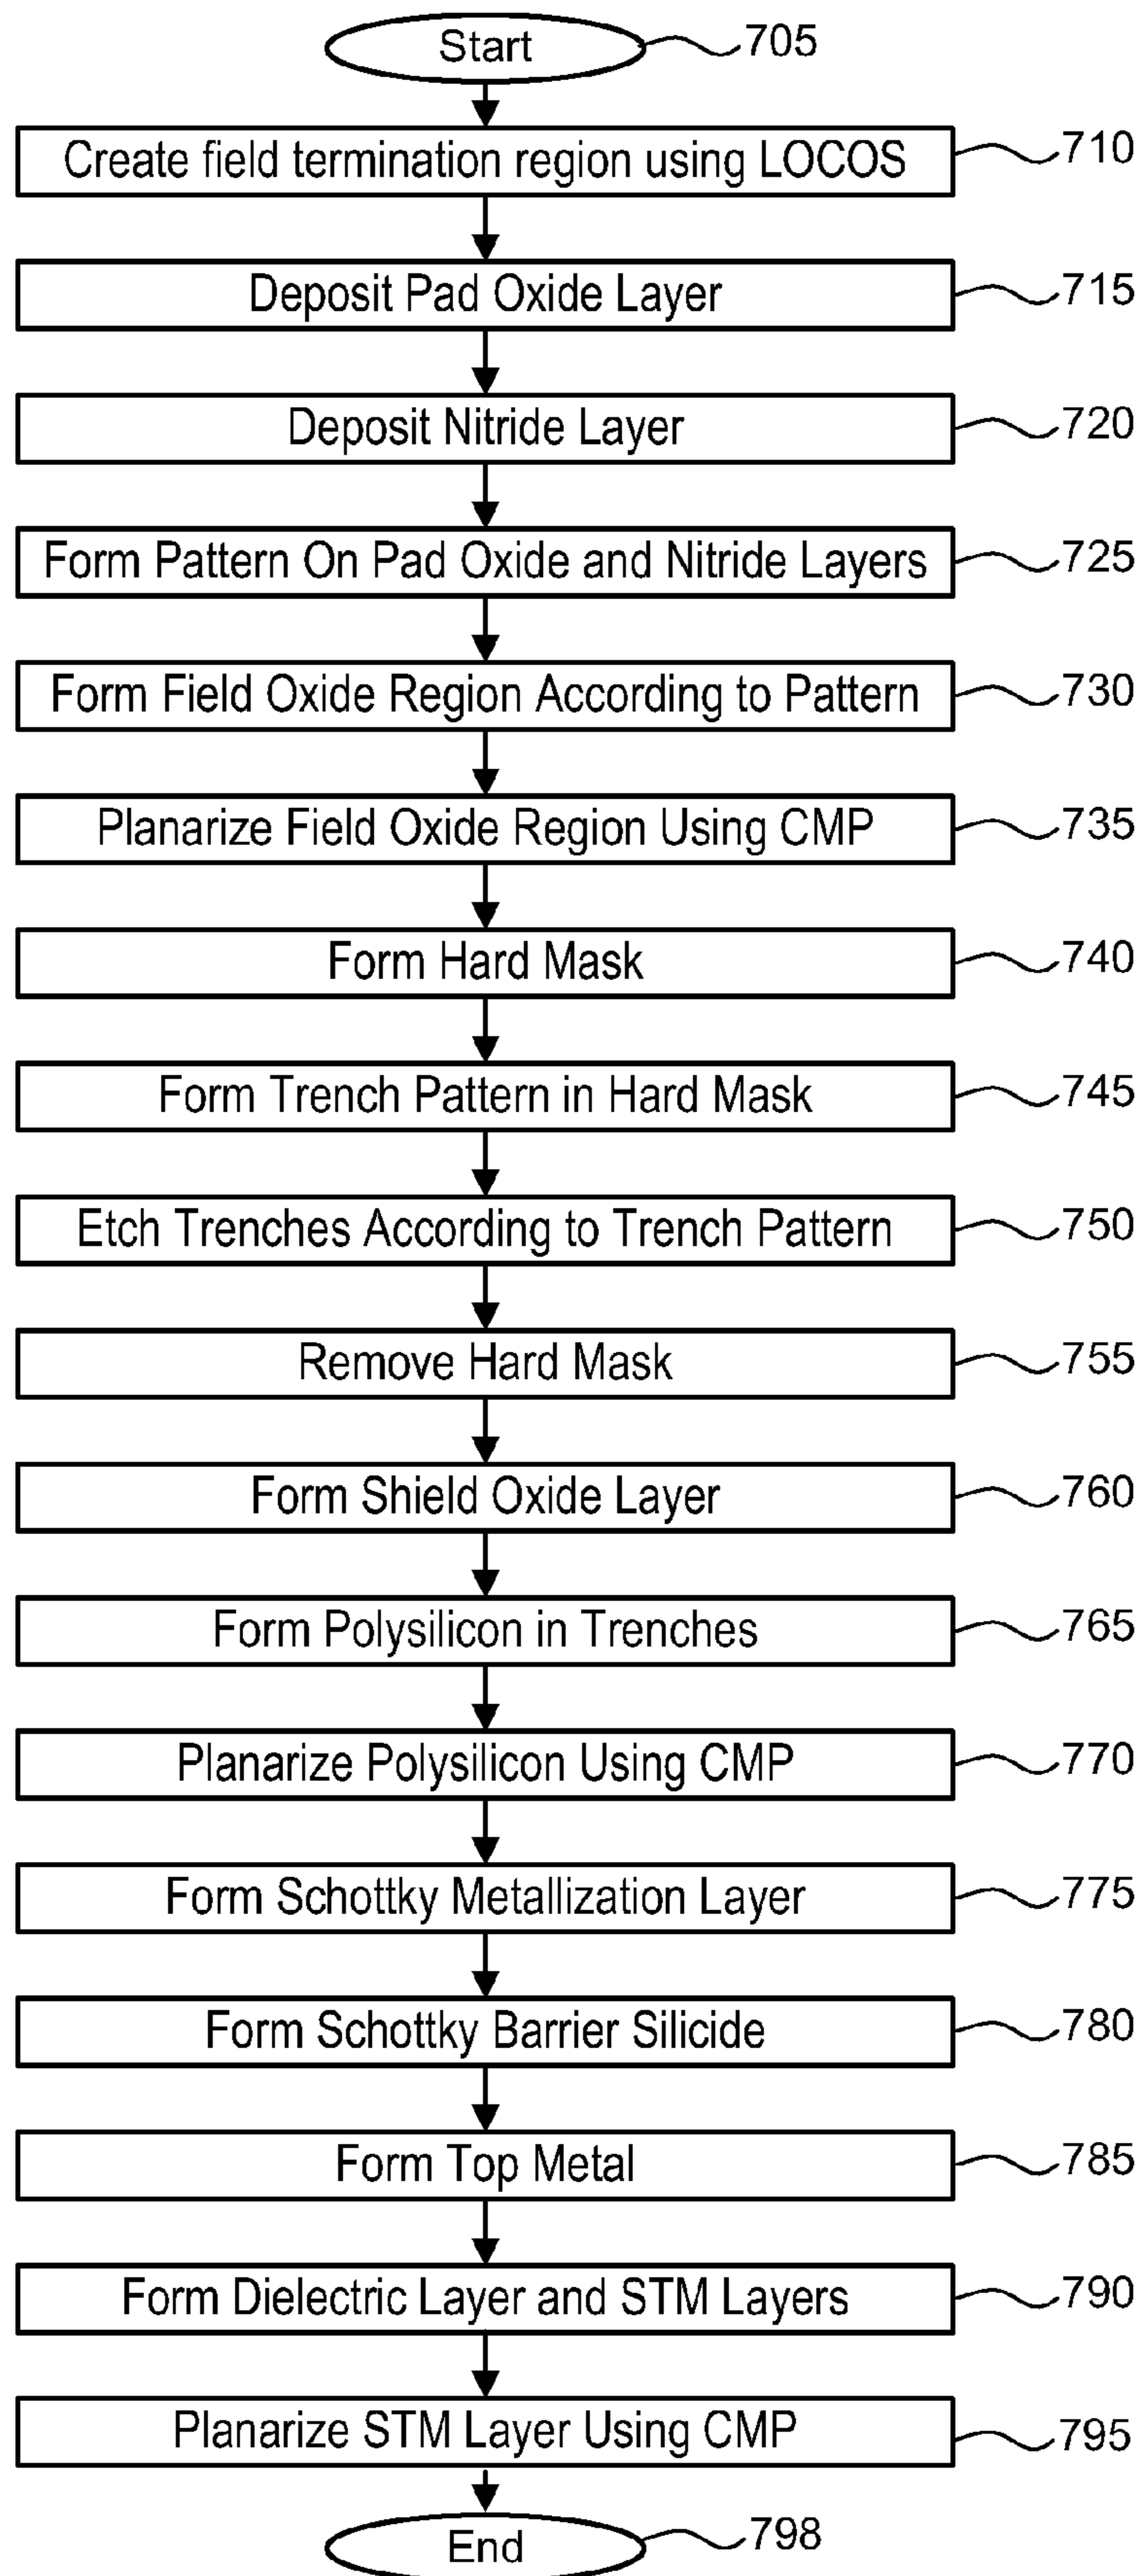 Start 705
Create field termination region using LOCOS 710
Deposit Pad Oxide Layer 715
Deposit Nitride Layer 720
Form Pattern On Pad Oxide and Nitride Layers 725
Form Field Oxide Region According to Pattern 730
Planarize Field Oxide Region Using CMP 735
Form Hard Mask 740
Form Trench Pattern in Hard Mask 745
Etch Trenches According to Trench Pattern 750
Remove Hard Mask 755
Form Shield Oxide Layer 760
Form Polysilicon in Trenches 765
Planarize Polysilicon Using CMP 770
Form Schottky Metallization Layer 775
Form Schottky Barrier Silicide 780
Form Top Metal 785
Form Dielectric Layer and STM Layers 790
Planarize STM Layer Using CMP 795
End 798